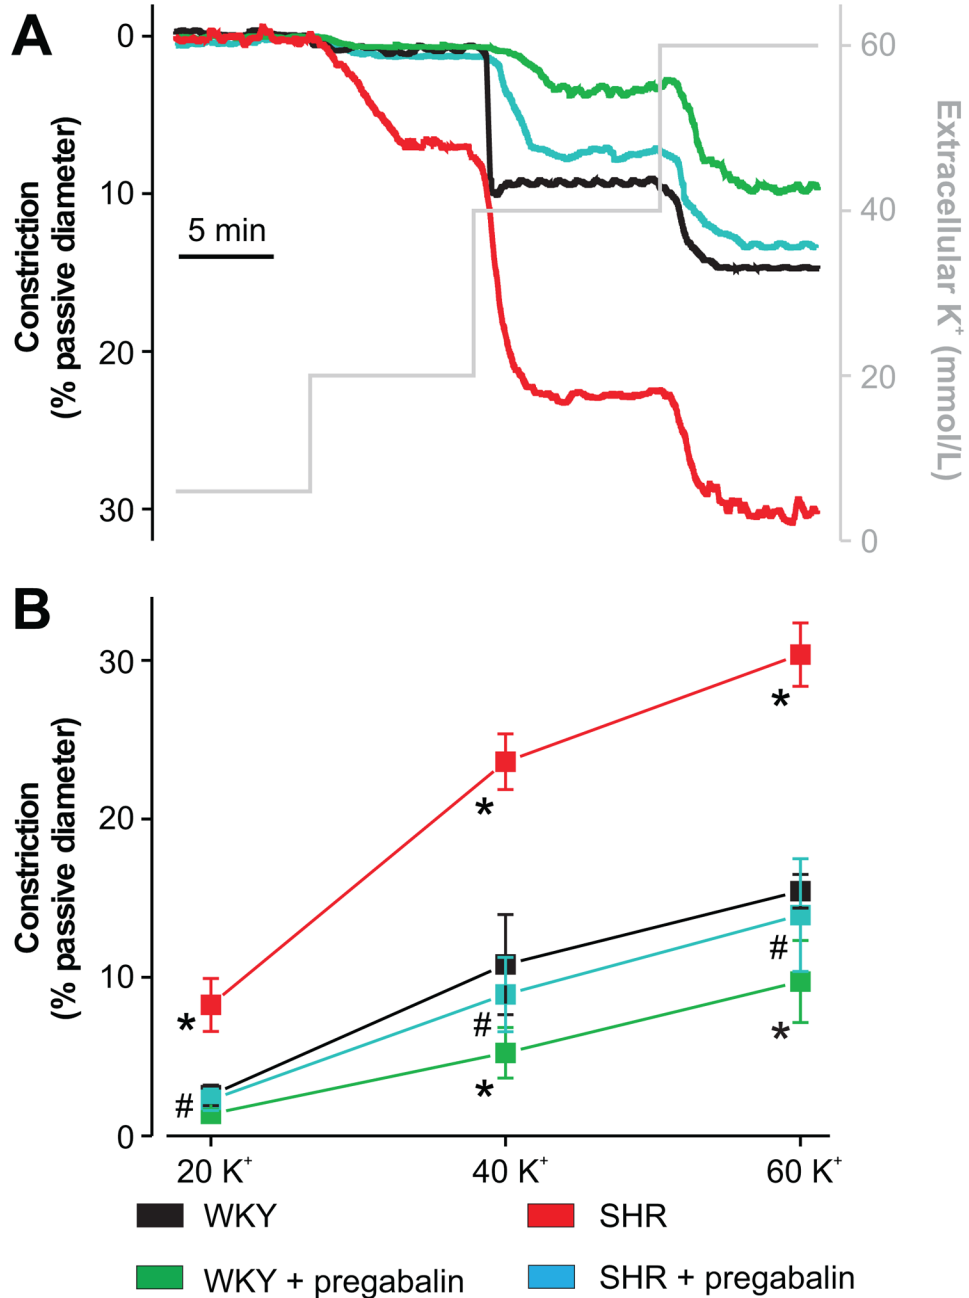 A
0
10
20
30
Constriction
(% passive diameter)
5 min
60
40
20
0
Extracellular K⁺ (mmol/L)
B
30
20
10
0
Constriction
(% passive diameter)
*
*
*
#
#
#
*
*
20 K⁺
40 K⁺
60 K⁺
WKY
SHR
WKY + pregabalin
SHR + pregabalin